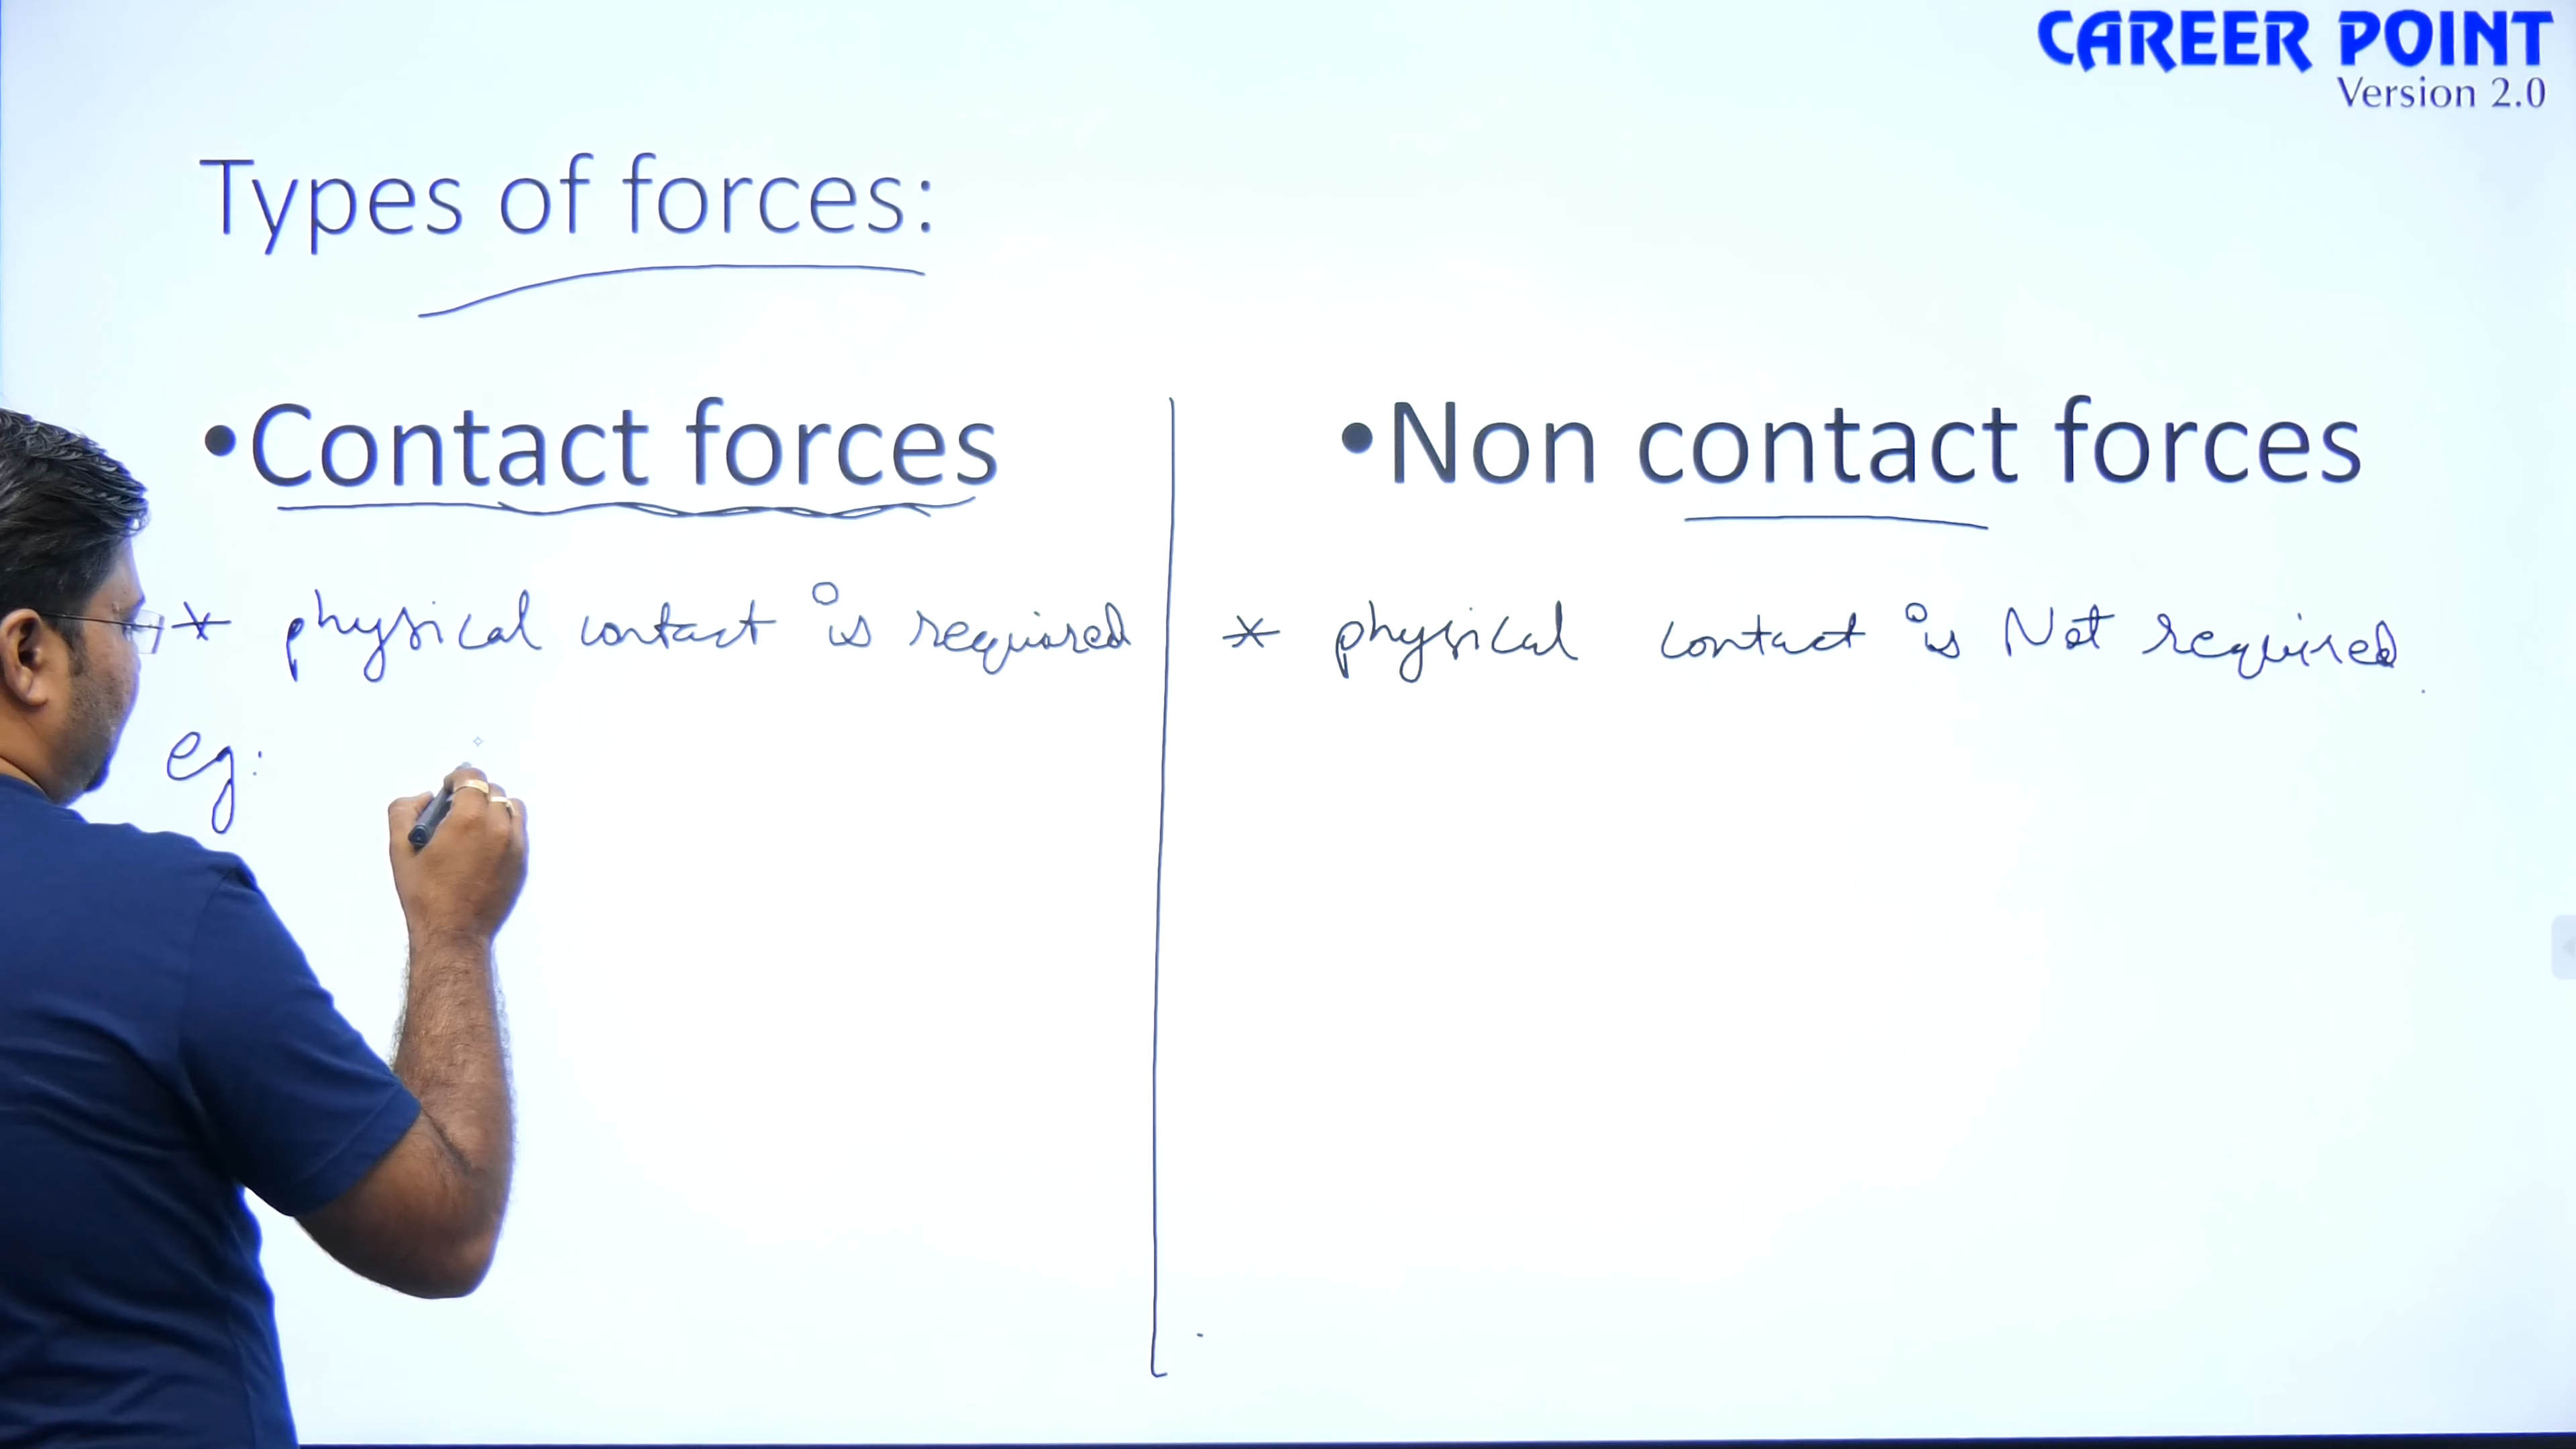 CAREER POINT
Version 2.0
Types of forces:
•Contact forces
* physical contact is required
eg:
•Non contact forces
* physical contact is Not required